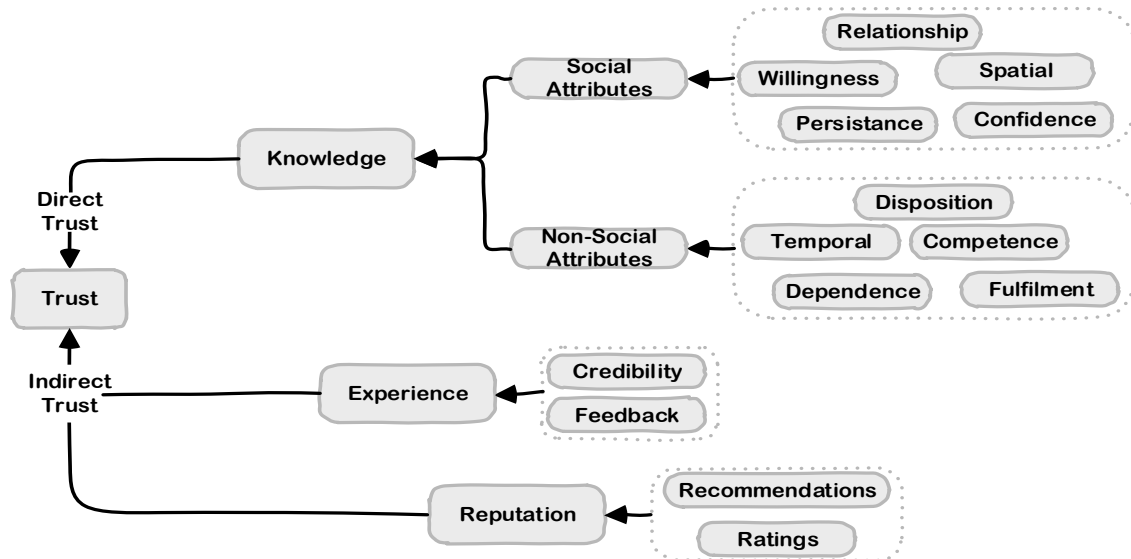 Relationship
Social
Attributes
Willingness
Spatial
Persistance
Confidence
Knowledge
Direct
Trust
Disposition
Non-Social
Attributes
Temporal
Competence
Dependence
Fulfilment
Trust
Indirect
Trust
Experience
Credibility
Feedback
Reputation
Recommendations
Ratings